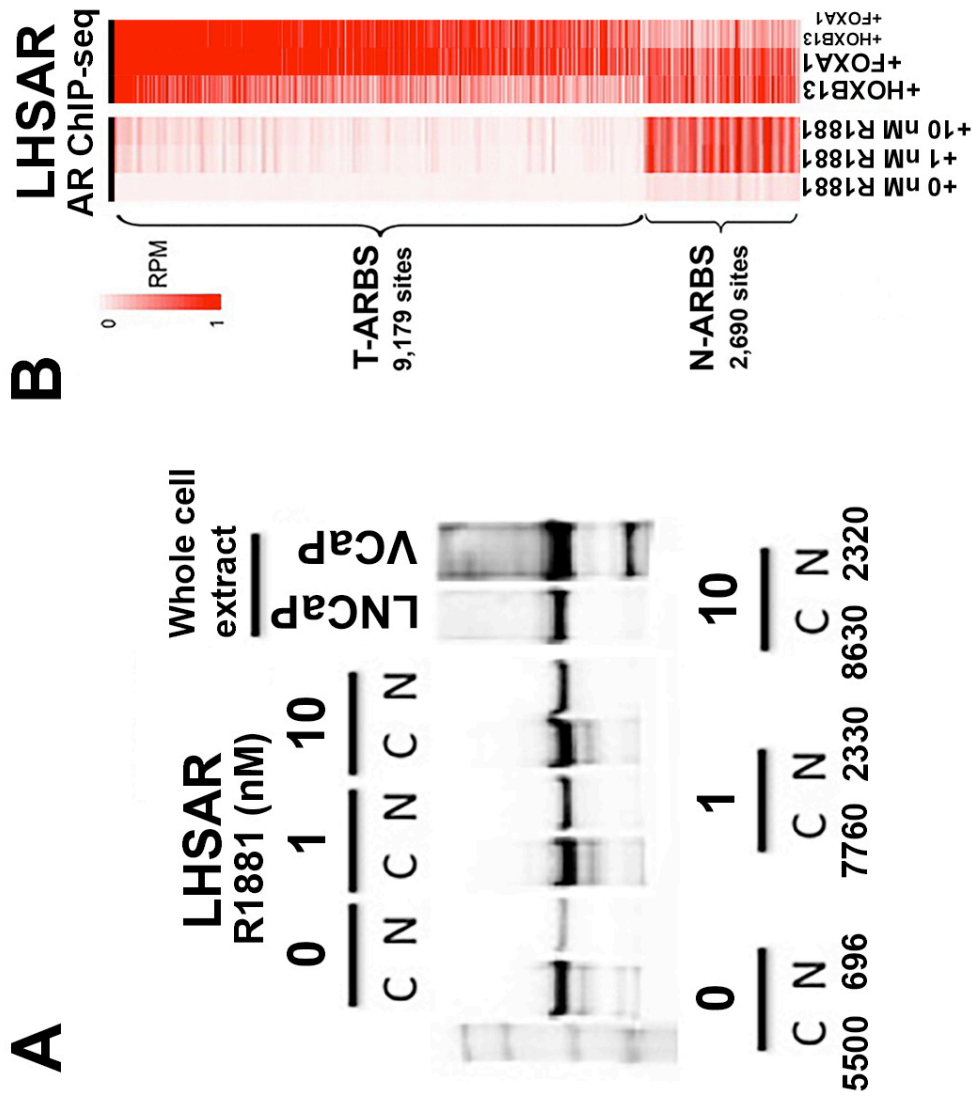 A
LHSAR
R1881 (nM)
0 1 10
C N C N C N
Whole cell
extract
LNCaP
VCaP
0 1 10
C N C N C N
5500 696 7760 2330 8630 2320
B
LHSAR
AR ChIP-seq
0 1
RPM
T-ARBS
9,179 sites
N-ARBS
2,690 sites
+0 nM R1881
+1 nM R1881
+10 nM R1881
+HOXB13
+FOXA1
+HOXB13
+FOXA1